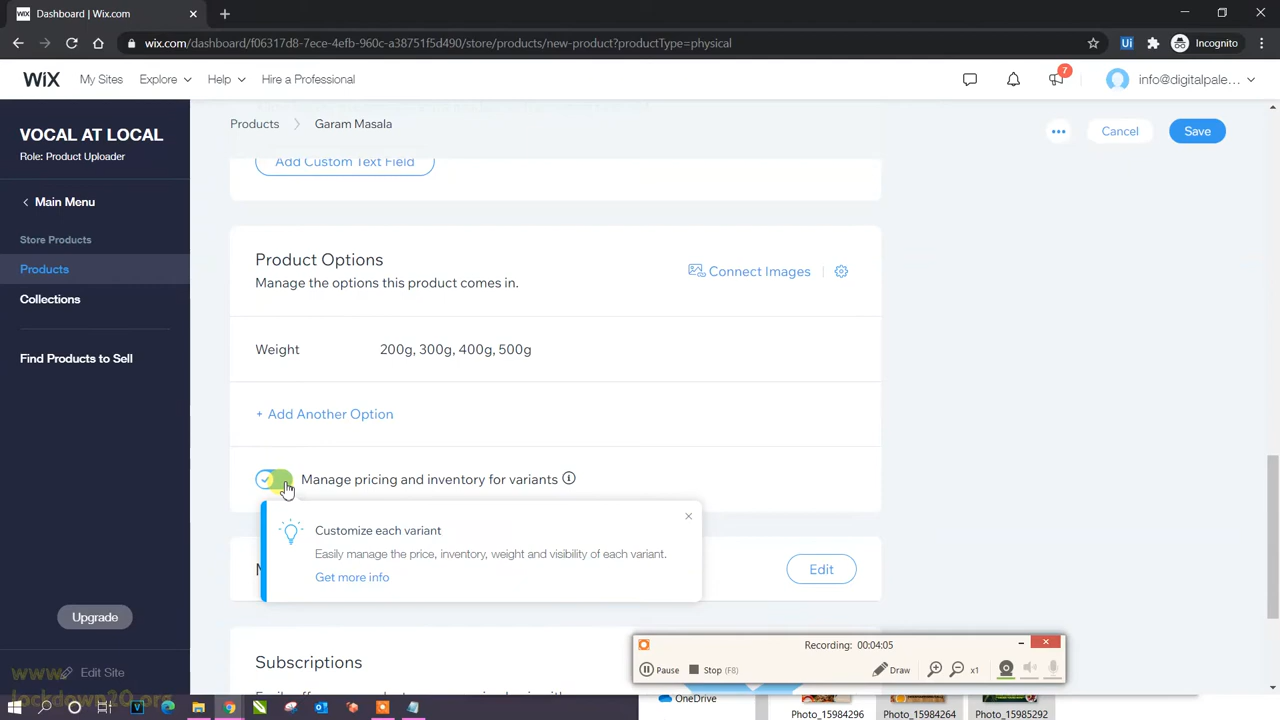 Dashboard | Wix.com
wix.com/dashboard/f06317d8-7ece-4efb-960c-a38751f5d490/store/products/new-product?productType=physical
Incognito
WiX My Sites Explore Help Hire a Professional 7 info@digitalpale...
VOCAL AT LOCAL
Role: Product Uploader
Main Menu
Store Products
Products
Collections
Find Products to Sell
Upgrade
Edit Site
Products > Garam Masala
Cancel Save
Add Custom Text Field
Product Options
Manage the options this product comes in.
Connect Images
Weight 200g, 300g, 400g, 500g
+ Add Another Option
Manage pricing and inventory for variants
Customize each variant
Easily manage the price, inventory, weight and visibility of each variant.
Get more info
Edit
Subscriptions
Recording: 00:04:05
Pause Stop (F8) Draw x1
OneDrive
Photo_15984296 Photo_15984264 Photo_15985292
www.
lockdown20.org